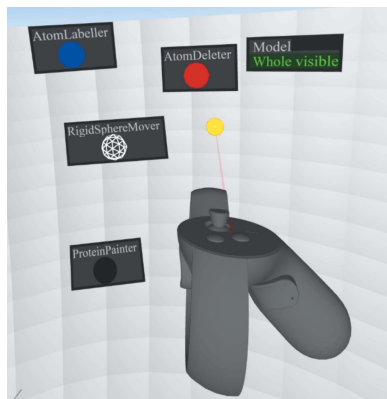 AtomLabeller
AtomDeleter
Model
Whole visible
RigidSphereMover
ProteinPainter